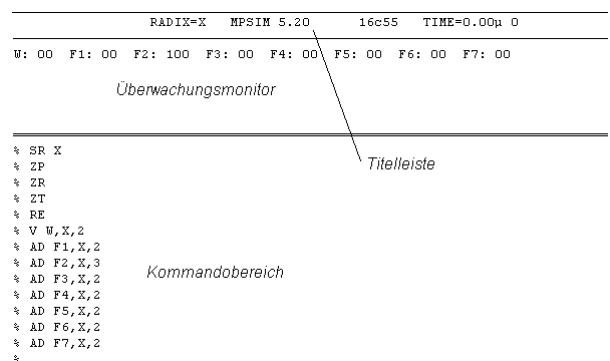 RADIX=X MPSIM 5.20 16c55 TIME=0.00µ 0
W: 00 F1: 00 F2: 100 F3: 00 F4: 00 F5: 00 F6: 00 F7: 00
Überwachungsmonitor
% SR X
Titelleiste
% ZP
% ZR
% ZT
% RE
% V W,X,2
% AD F1,X,2
% AD F2,X,3
Kommandobereich
% AD F3,X,2
% AD F4,X,2
% AD F5,X,2
% AD F6,X,2
% AD F7,X,2
%